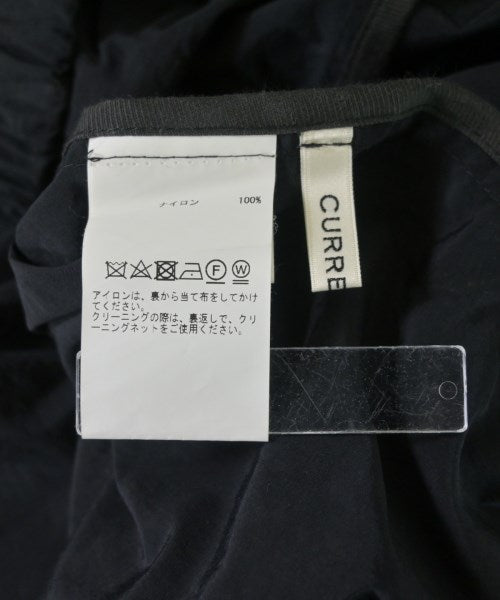 ナイロン 100%
Ⓕ Ⓦ
アイロンは、裏から当て布をしてかけ
てください。
クリーニングの際は、裏返しで、クリ
ーニングネットをご使用ください。
CURRE